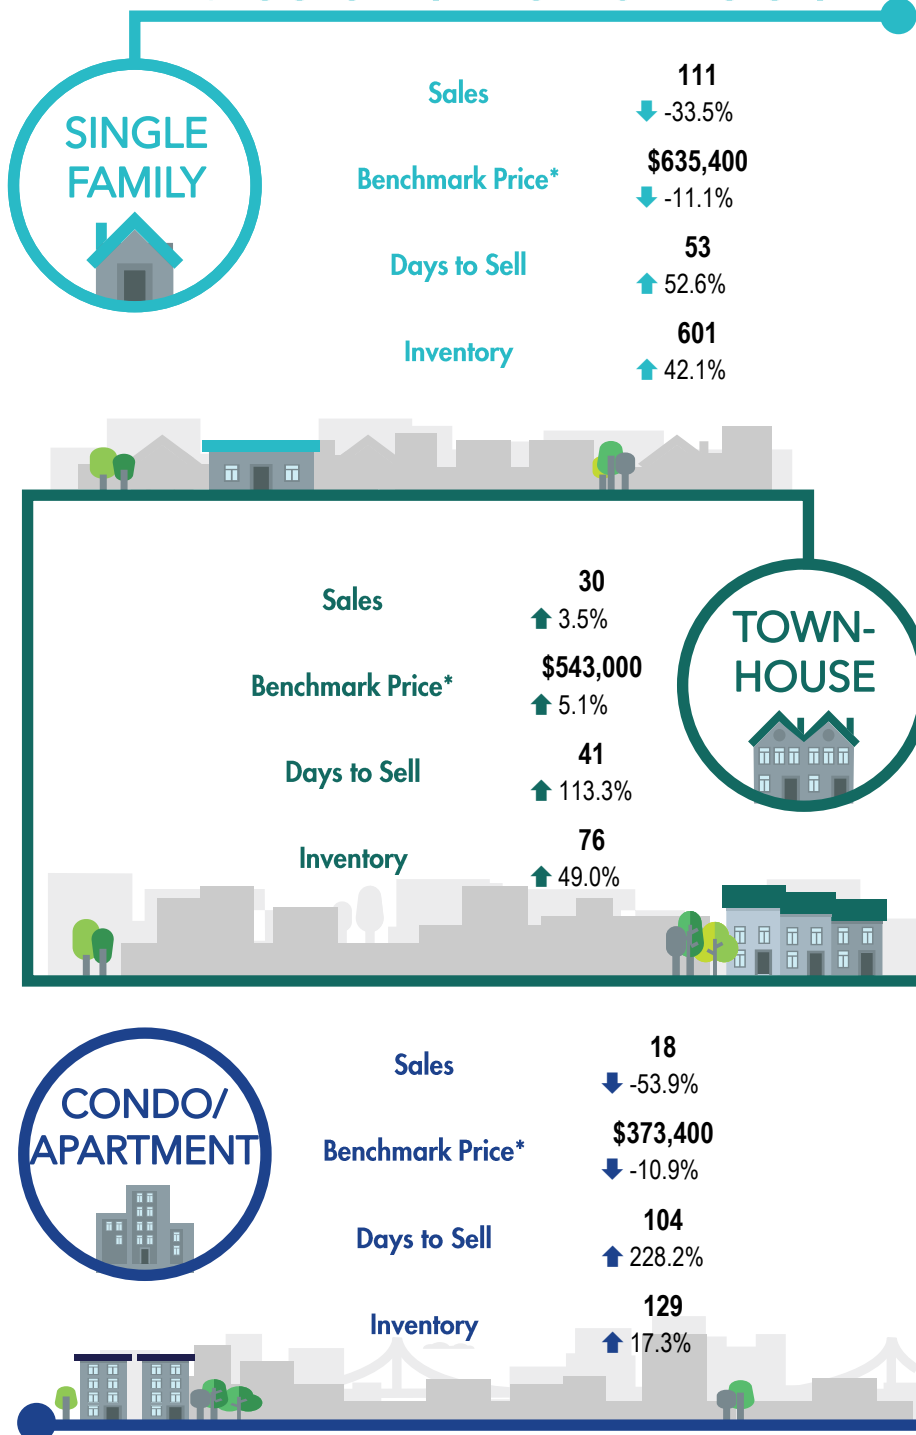 SINGLE
FAMILY
Sales
111
-33.5%
Benchmark Price*
$635,400
-11.1%
Days to Sell
53
52.6%
Inventory
601
42.1%
TOWN-
HOUSE
Sales
30
3.5%
Benchmark Price*
$543,000
5.1%
Days to Sell
41
113.3%
Inventory
76
49.0%
CONDO/
APARTMENT
Sales
18
-53.9%
Benchmark Price*
$373,400
-10.9%
Days to Sell
104
228.2%
Inventory
129
17.3%